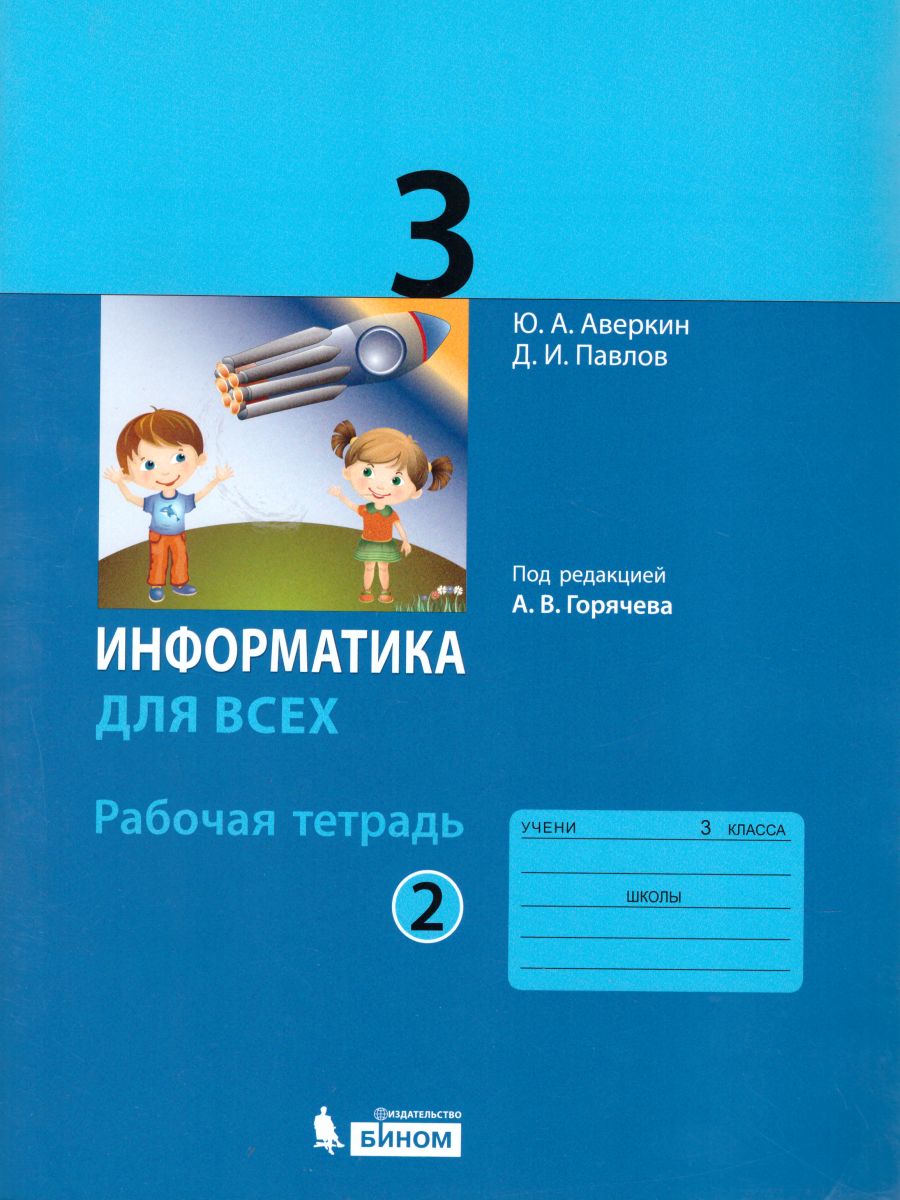 3
Ю. А. Аверкин
Д. И. Павлов
Под редакцией
А. В. Горячева
ИНФОРМАТИКА
ДЛЯ ВСЕХ
Рабочая тетрадь
2
УЧЕНИ 3 КЛАССА
ШКОЛЫ
ИЗДАТЕЛЬСТВО
БИНОМ